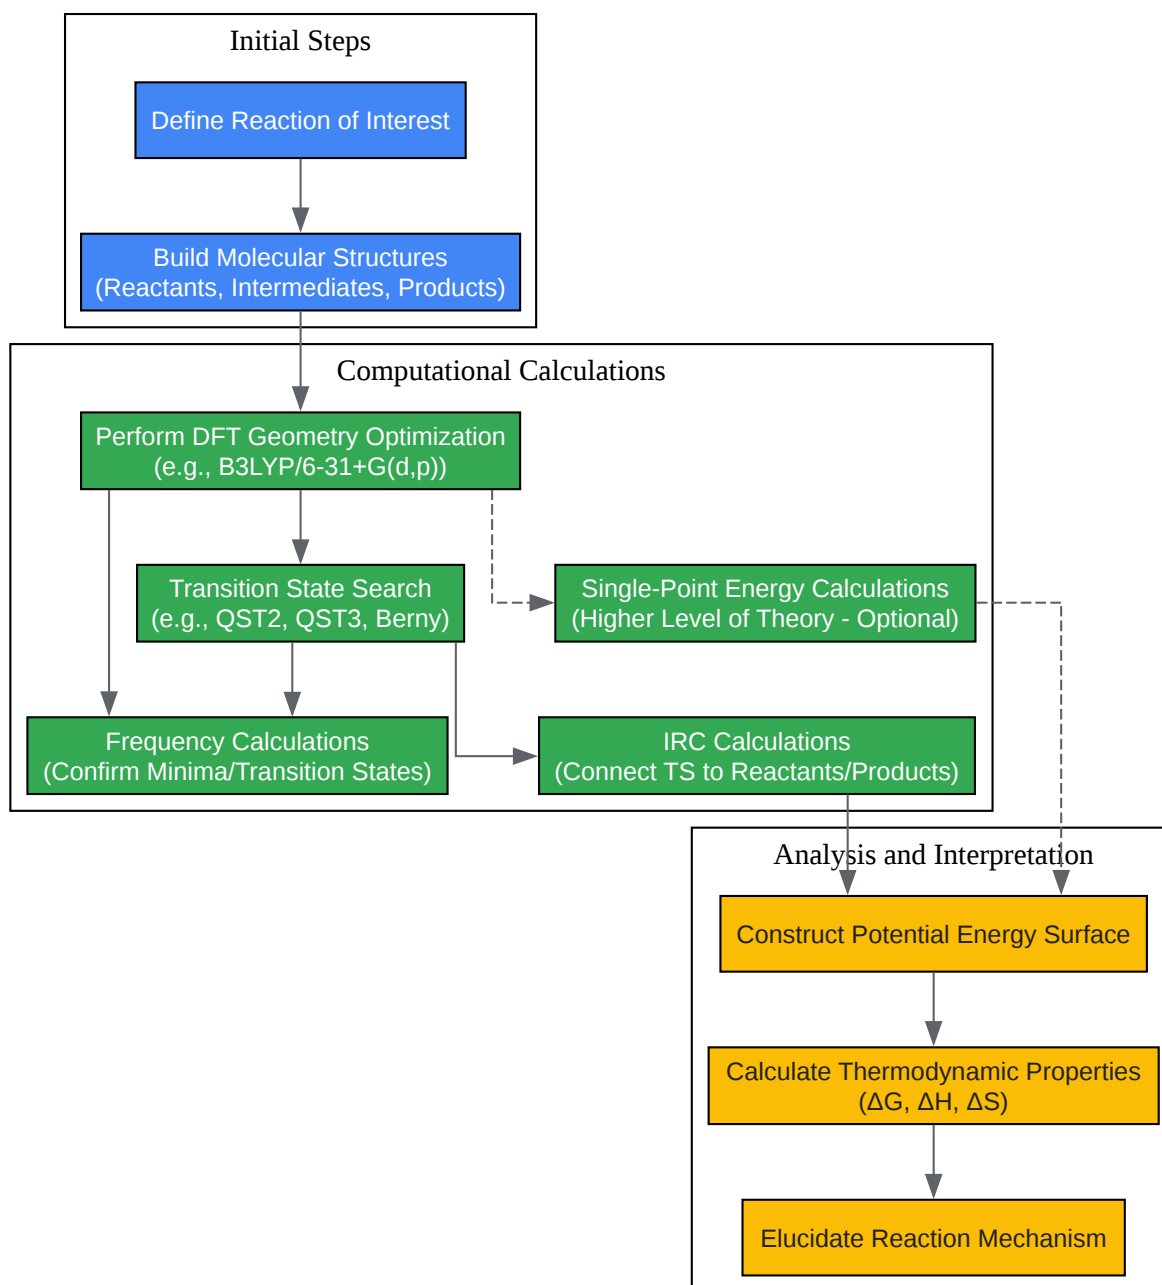 Initial Steps
Define Reaction of Interest
Build Molecular Structures
(Reactants, Intermediates, Products)
Computational Calculations
Perform DFT Geometry Optimization
(e.g., B3LYP/6-31+G(d,p))
Transition State Search
(e.g., QST2, QST3, Berny)
Single-Point Energy Calculations
(Higher Level of Theory - Optional)
Frequency Calculations
(Confirm Minima/Transition States)
IRC Calculations
(Connect TS to Reactants/Products)
Analysis and Interpretation
Construct Potential Energy Surface
Calculate Thermodynamic Properties
(ΔG, ΔH, ΔS)
Elucidate Reaction Mechanism